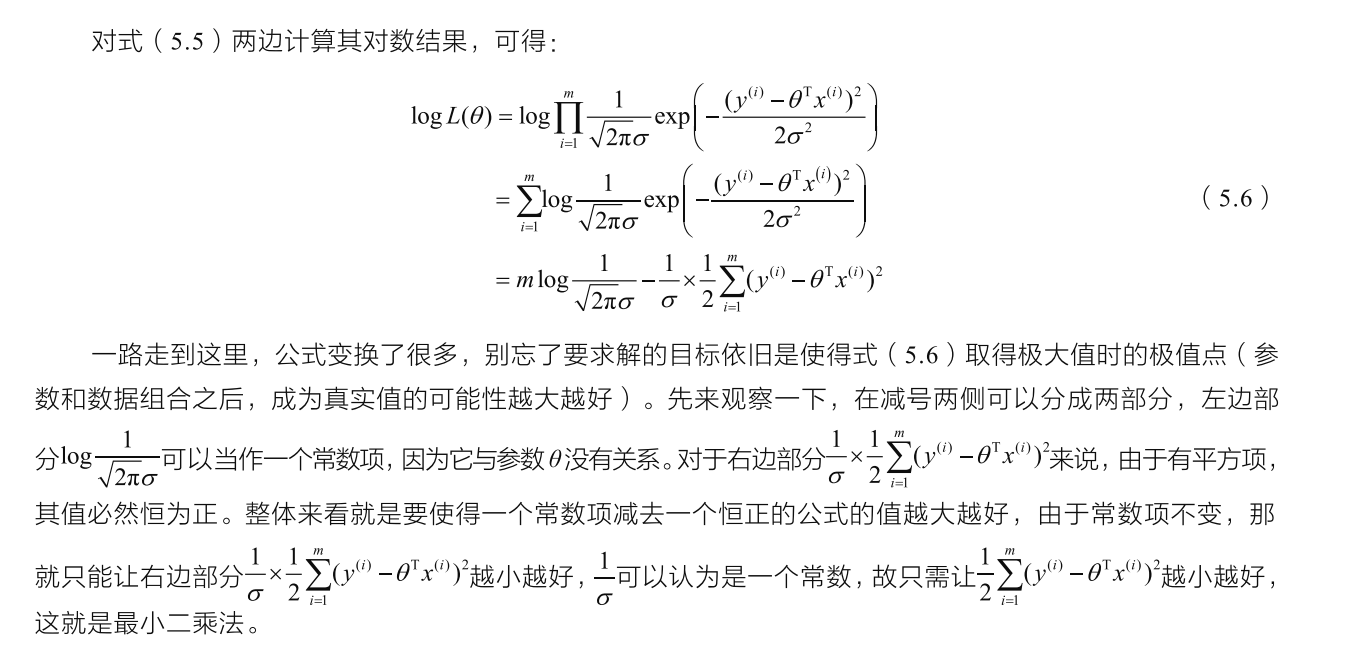 对式（5.5）两边计算其对数结果，可得：
$\log L(\theta) = \log \prod_{i=1}^{m} \frac{1}{\sqrt{2\pi}\sigma} \exp\left(-\frac{(y^{(i)} - \theta^{\mathrm{T}} x^{(i)})^2}{2\sigma^2}\right)$
$= \sum_{i=1}^{m} \log \frac{1}{\sqrt{2\pi}\sigma} \exp\left(-\frac{(y^{(i)} - \theta^{\mathrm{T}} x^{(i)})^2}{2\sigma^2}\right)$ （5.6）
$= m \log \frac{1}{\sqrt{2\pi}\sigma} - \frac{1}{\sigma} \times \frac{1}{2} \sum_{i=1}^{m} (y^{(i)} - \theta^{\mathrm{T}} x^{(i)})^2$
一路走到这里，公式变换了很多，别忘了要求解的目标依旧是使得式（5.6）取得极大值时的极值点（参
数和数据组合之后，成为真实值的可能性越大越好）。先来观察一下，在减号两侧可以分成两部分，左边部
分$\log \frac{1}{\sqrt{2\pi}\sigma}$可以当作一个常数项，因为它与参数$\theta$没有关系。对于右边部分$\frac{1}{\sigma} \times \frac{1}{2} \sum_{i=1}^{m} (y^{(i)} - \theta^{\mathrm{T}} x^{(i)})^2$来说，由于有平方项，
其值必然恒为正。整体来看就是要使得一个常数项减去一个恒正的公式的值越大越好，由于常数项不变，那
就只能让右边部分$\frac{1}{\sigma} \times \frac{1}{2} \sum_{i=1}^{m} (y^{(i)} - \theta^{\mathrm{T}} x^{(i)})^2$越小越好，$\frac{1}{\sigma}$可以认为是一个常数，故只需让$\frac{1}{2} \sum_{i=1}^{m} (y^{(i)} - \theta^{\mathrm{T}} x^{(i)})^2$越小越好，
这就是最小二乘法。